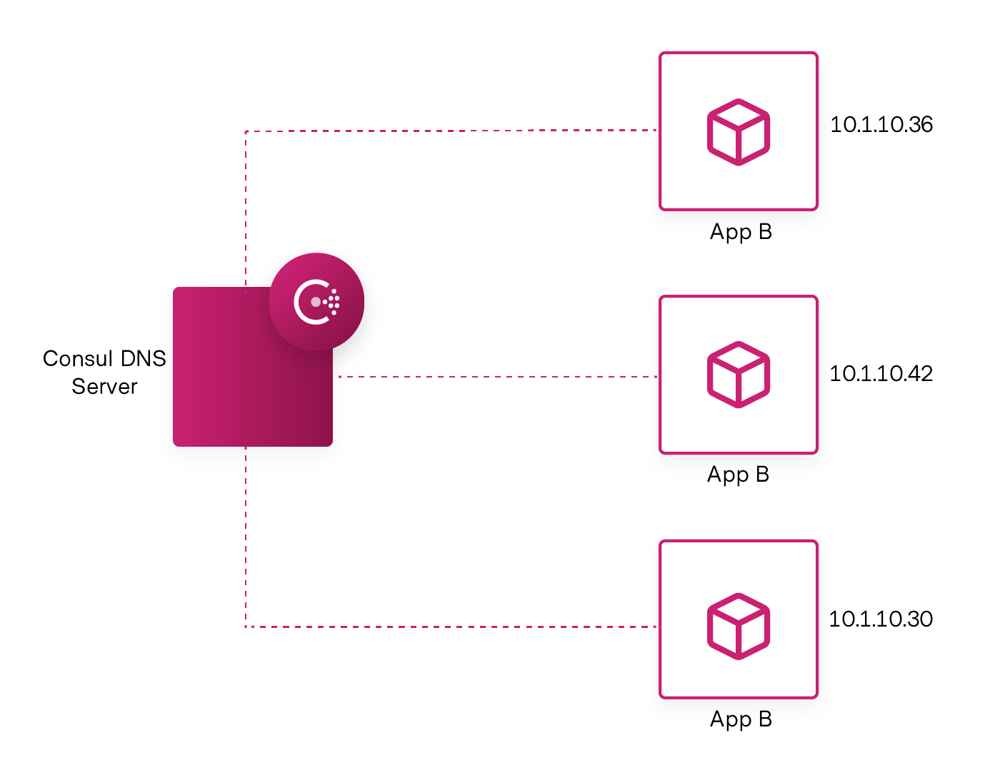 10.1.10.36
App B
Consul DNS
Server
10.1.10.42
App B
10.1.10.30
App B